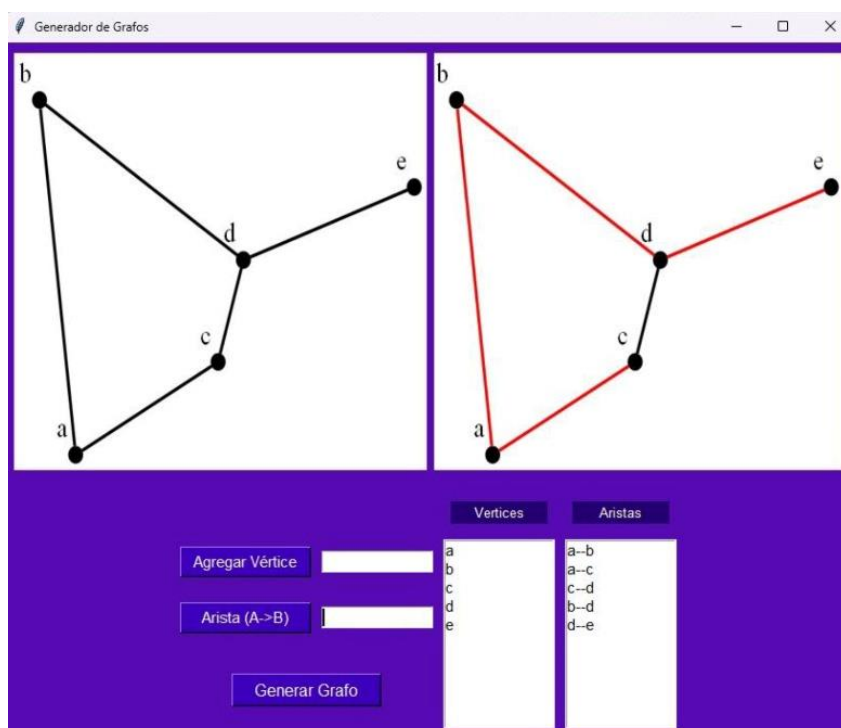 Generador de Grafos
b
e
d
c
a
b
e
d
c
a
Vertices
Aristas
Agregar Vértice
Arista (A->B)
Generar Grafo
a
b
c
d
e
a--b
a--c
c--d
b--d
d--e